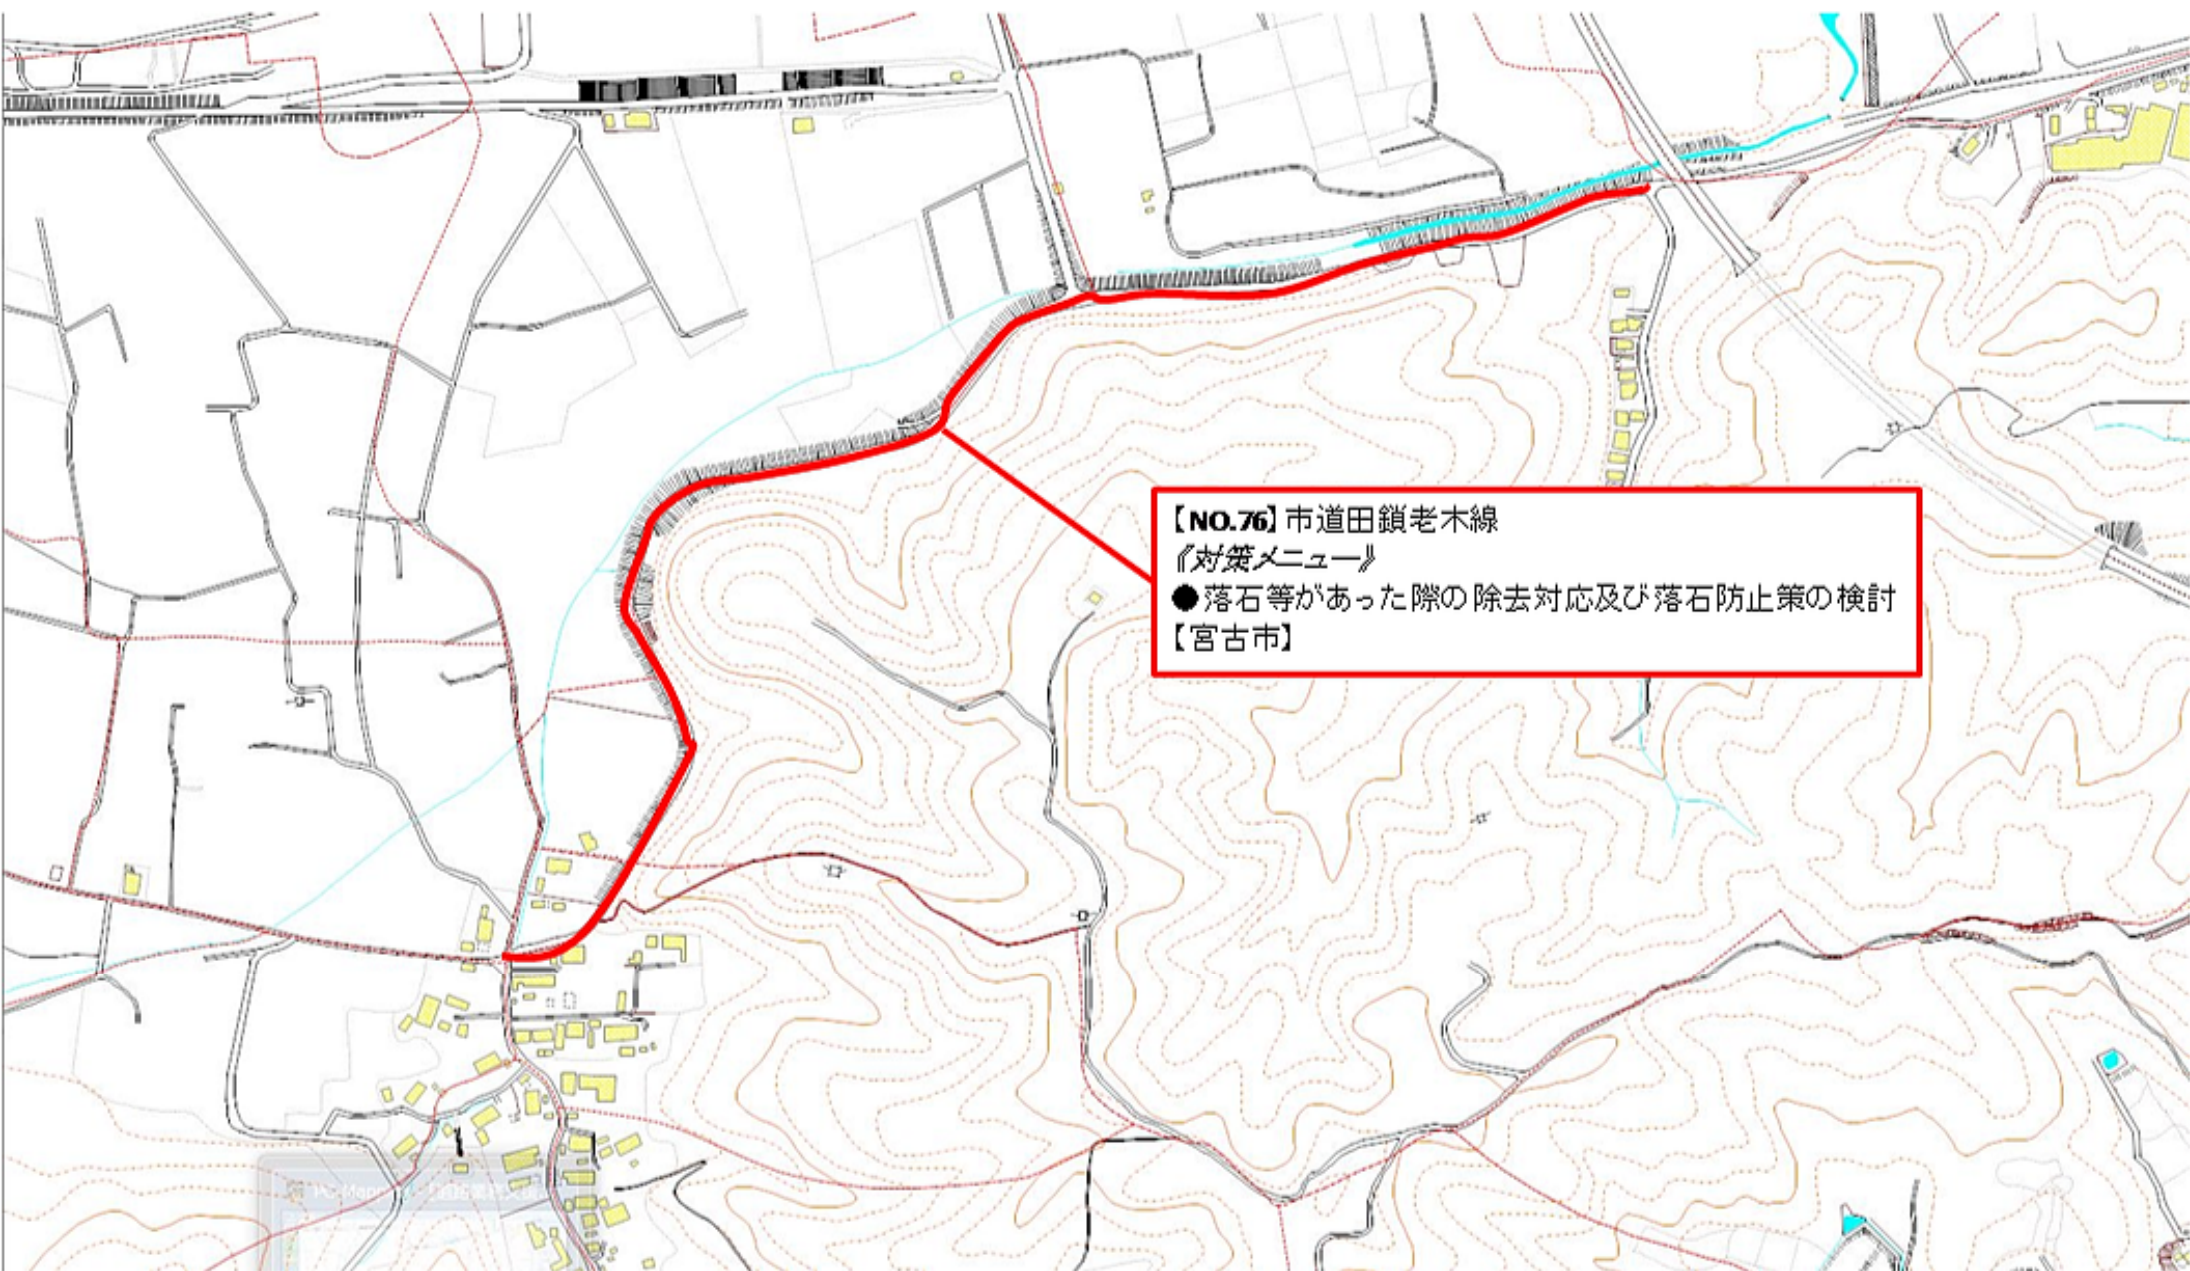 【NO.76】市道田鎖老木線
《対策メニュー》
●落石等があった際の除去対応及び落石防止策の検討
【宮古市】